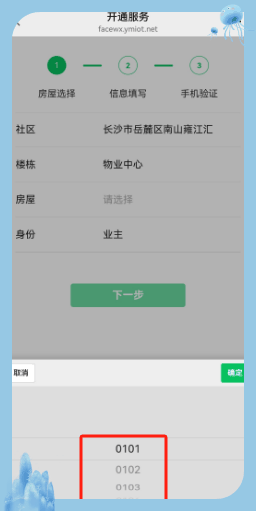 开通服务
facewx.ymiot.net
1 2 3
房屋选择 信息填写 手机验证
社区 长沙市岳麓区南山雍江汇
楼栋 物业中心
房屋 请选择
身份 业主
下一步
取消 确定
0101
0102
0103